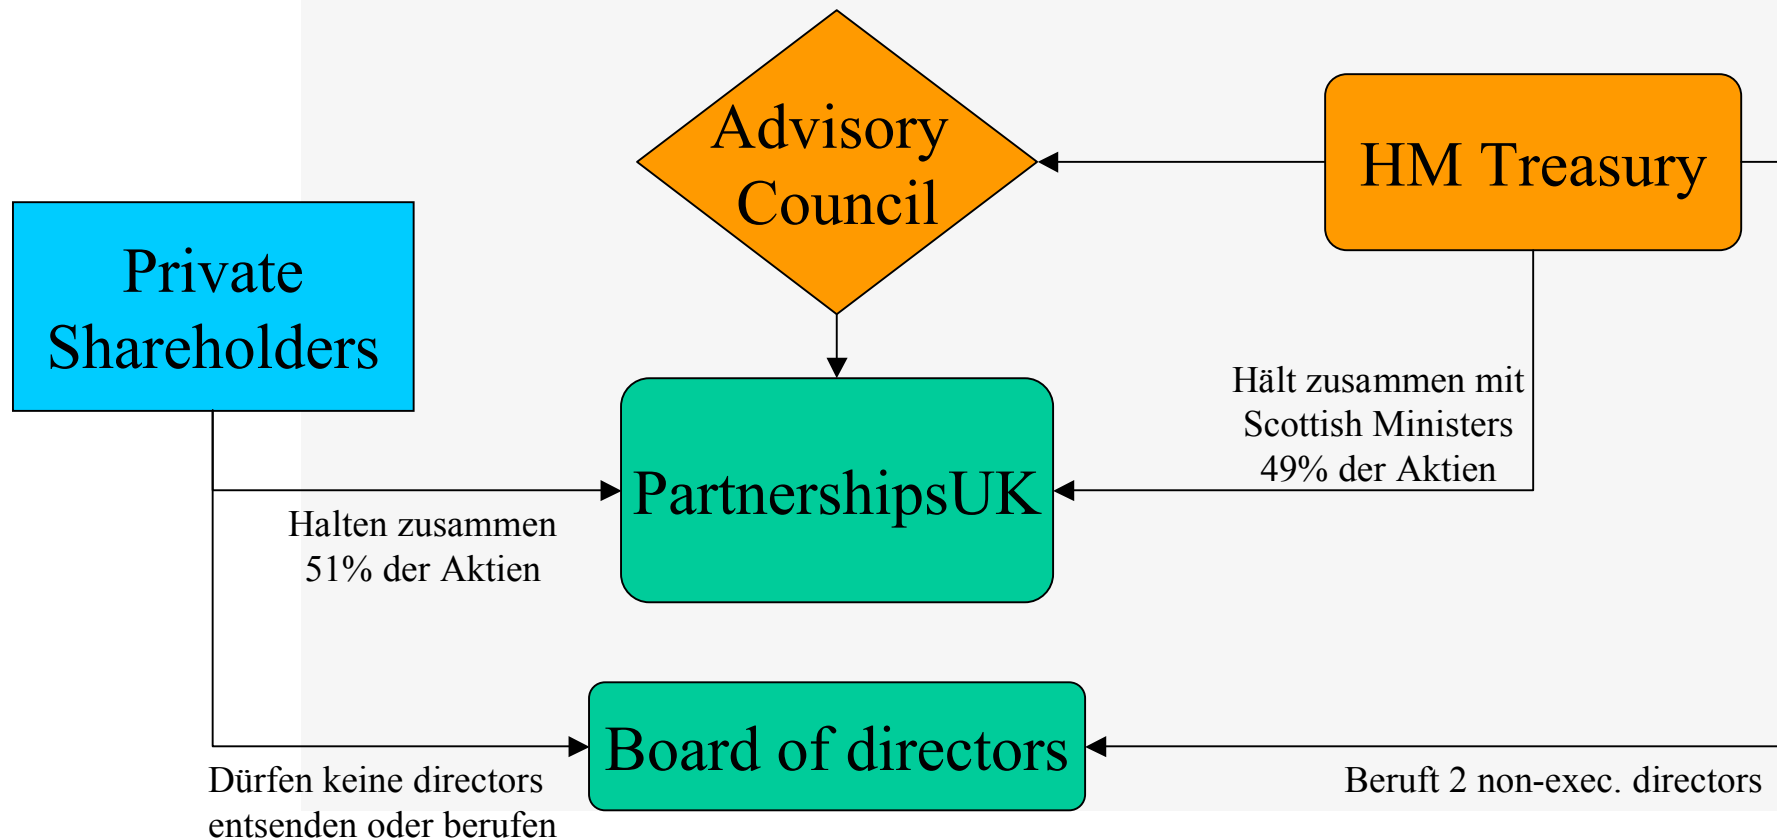 Advisory
Council
HM Treasury
Private
Shareholders
Hält zusammen mit
Scottish Ministers
49% der Aktien
PartnershipsUK
Halten zusammen
51% der Aktien
Board of directors
Dürfen keine directors
entsenden oder berufen
Beruft 2 non-exec. directors